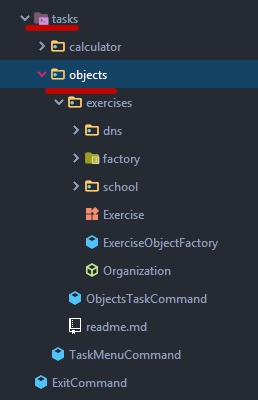 tasks
calculator
objects
exercises
dns
factory
school
Exercise
ExerciseObjectFactory
Organization
ObjectsTaskCommand
readme.md
TaskMenuCommand
ExitCommand